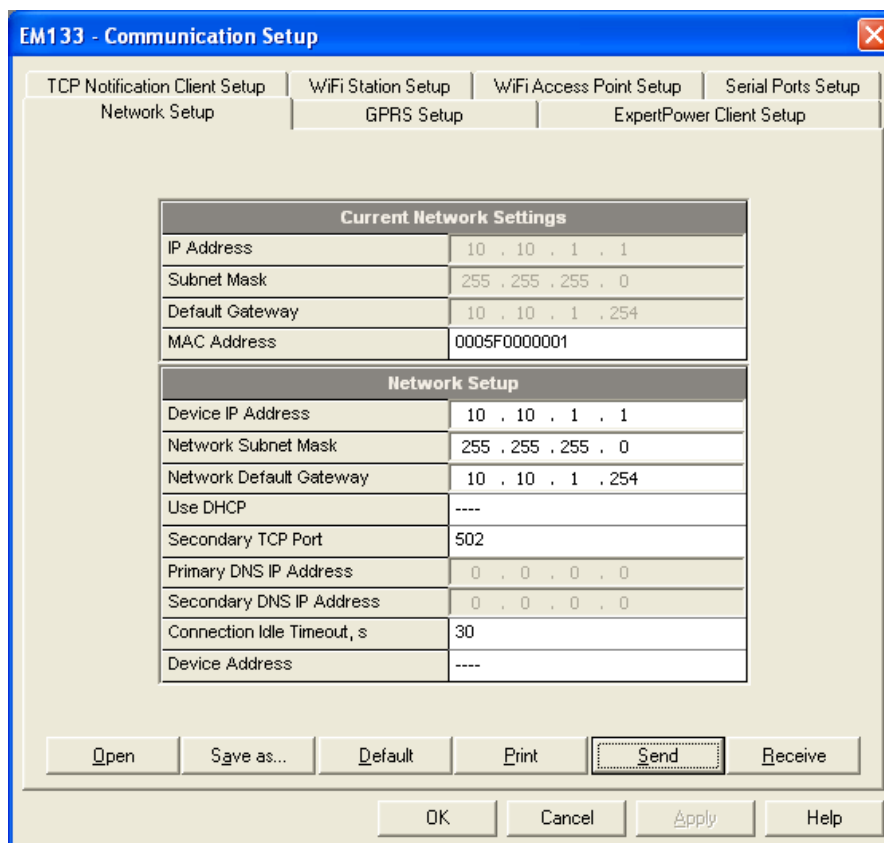 EM133 - Communication Setup
TCP Notification Client Setup WiFi Station Setup WiFi Access Point Setup Serial Ports Setup
Network Setup GPRS Setup ExpertPower Client Setup
Current Network Settings
IP Address 10 . 10 . 1 . 1
Subnet Mask 255 . 255 . 255 . 0
Default Gateway 10 . 10 . 1 . 254
MAC Address 0005F0000001
Network Setup
Device IP Address 10 . 10 . 1 . 1
Network Subnet Mask 255 . 255 . 255 . 0
Network Default Gateway 10 . 10 . 1 . 254
Use DHCP ----
Secondary TCP Port 502
Primary DNS IP Address 0 . 0 . 0 . 0
Secondary DNS IP Address 0 . 0 . 0 . 0
Connection Idle Timeout, s 30
Device Address ----
Open Save as... Default Print Send Receive
OK Cancel Apply Help